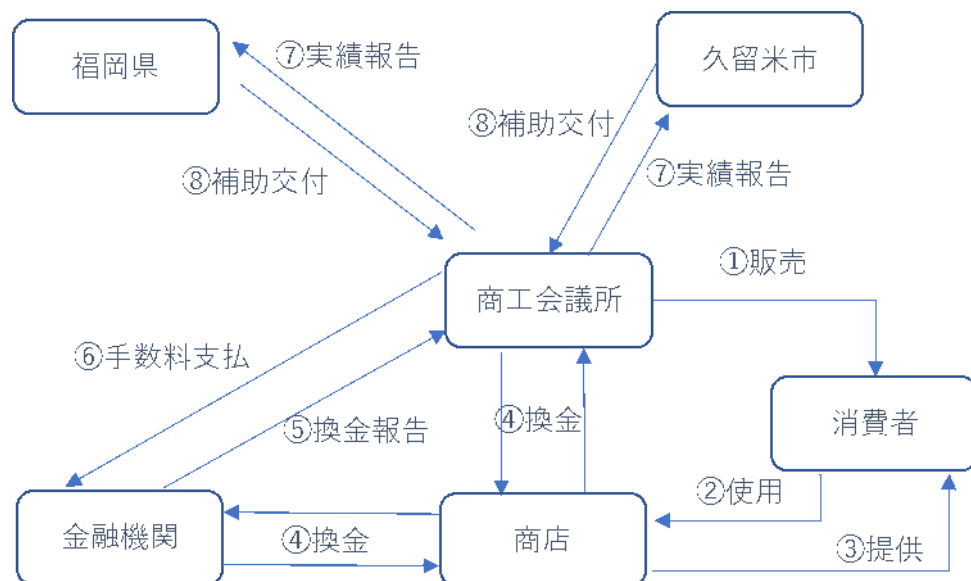 福岡県
⑦実績報告
久留米市
⑧補助交付
⑧補助交付
⑦実績報告
①販売
商工会議所
⑥手数料支払
消費者
⑤換金報告
④換金
②使用
金融機関
④換金
商店
③提供